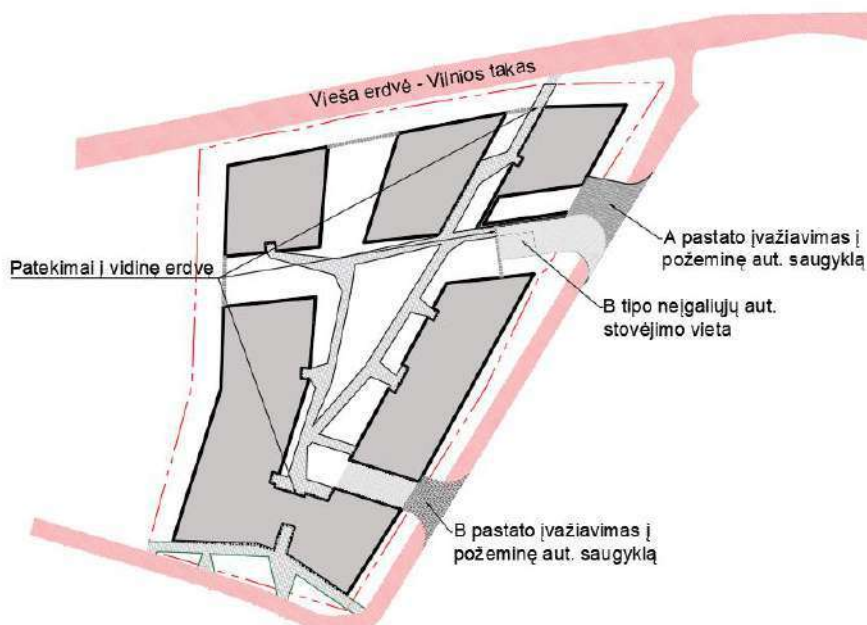 Vieša erdvė - Vilnios takas
Patekimai į vidinę erdvę
A pastato įvažiavimas į
požeminę aut. saugyklą
B tipo neįgaliųjų aut.
stovėjimo vieta
B pastato įvažiavimas į
požeminę aut. saugyklą